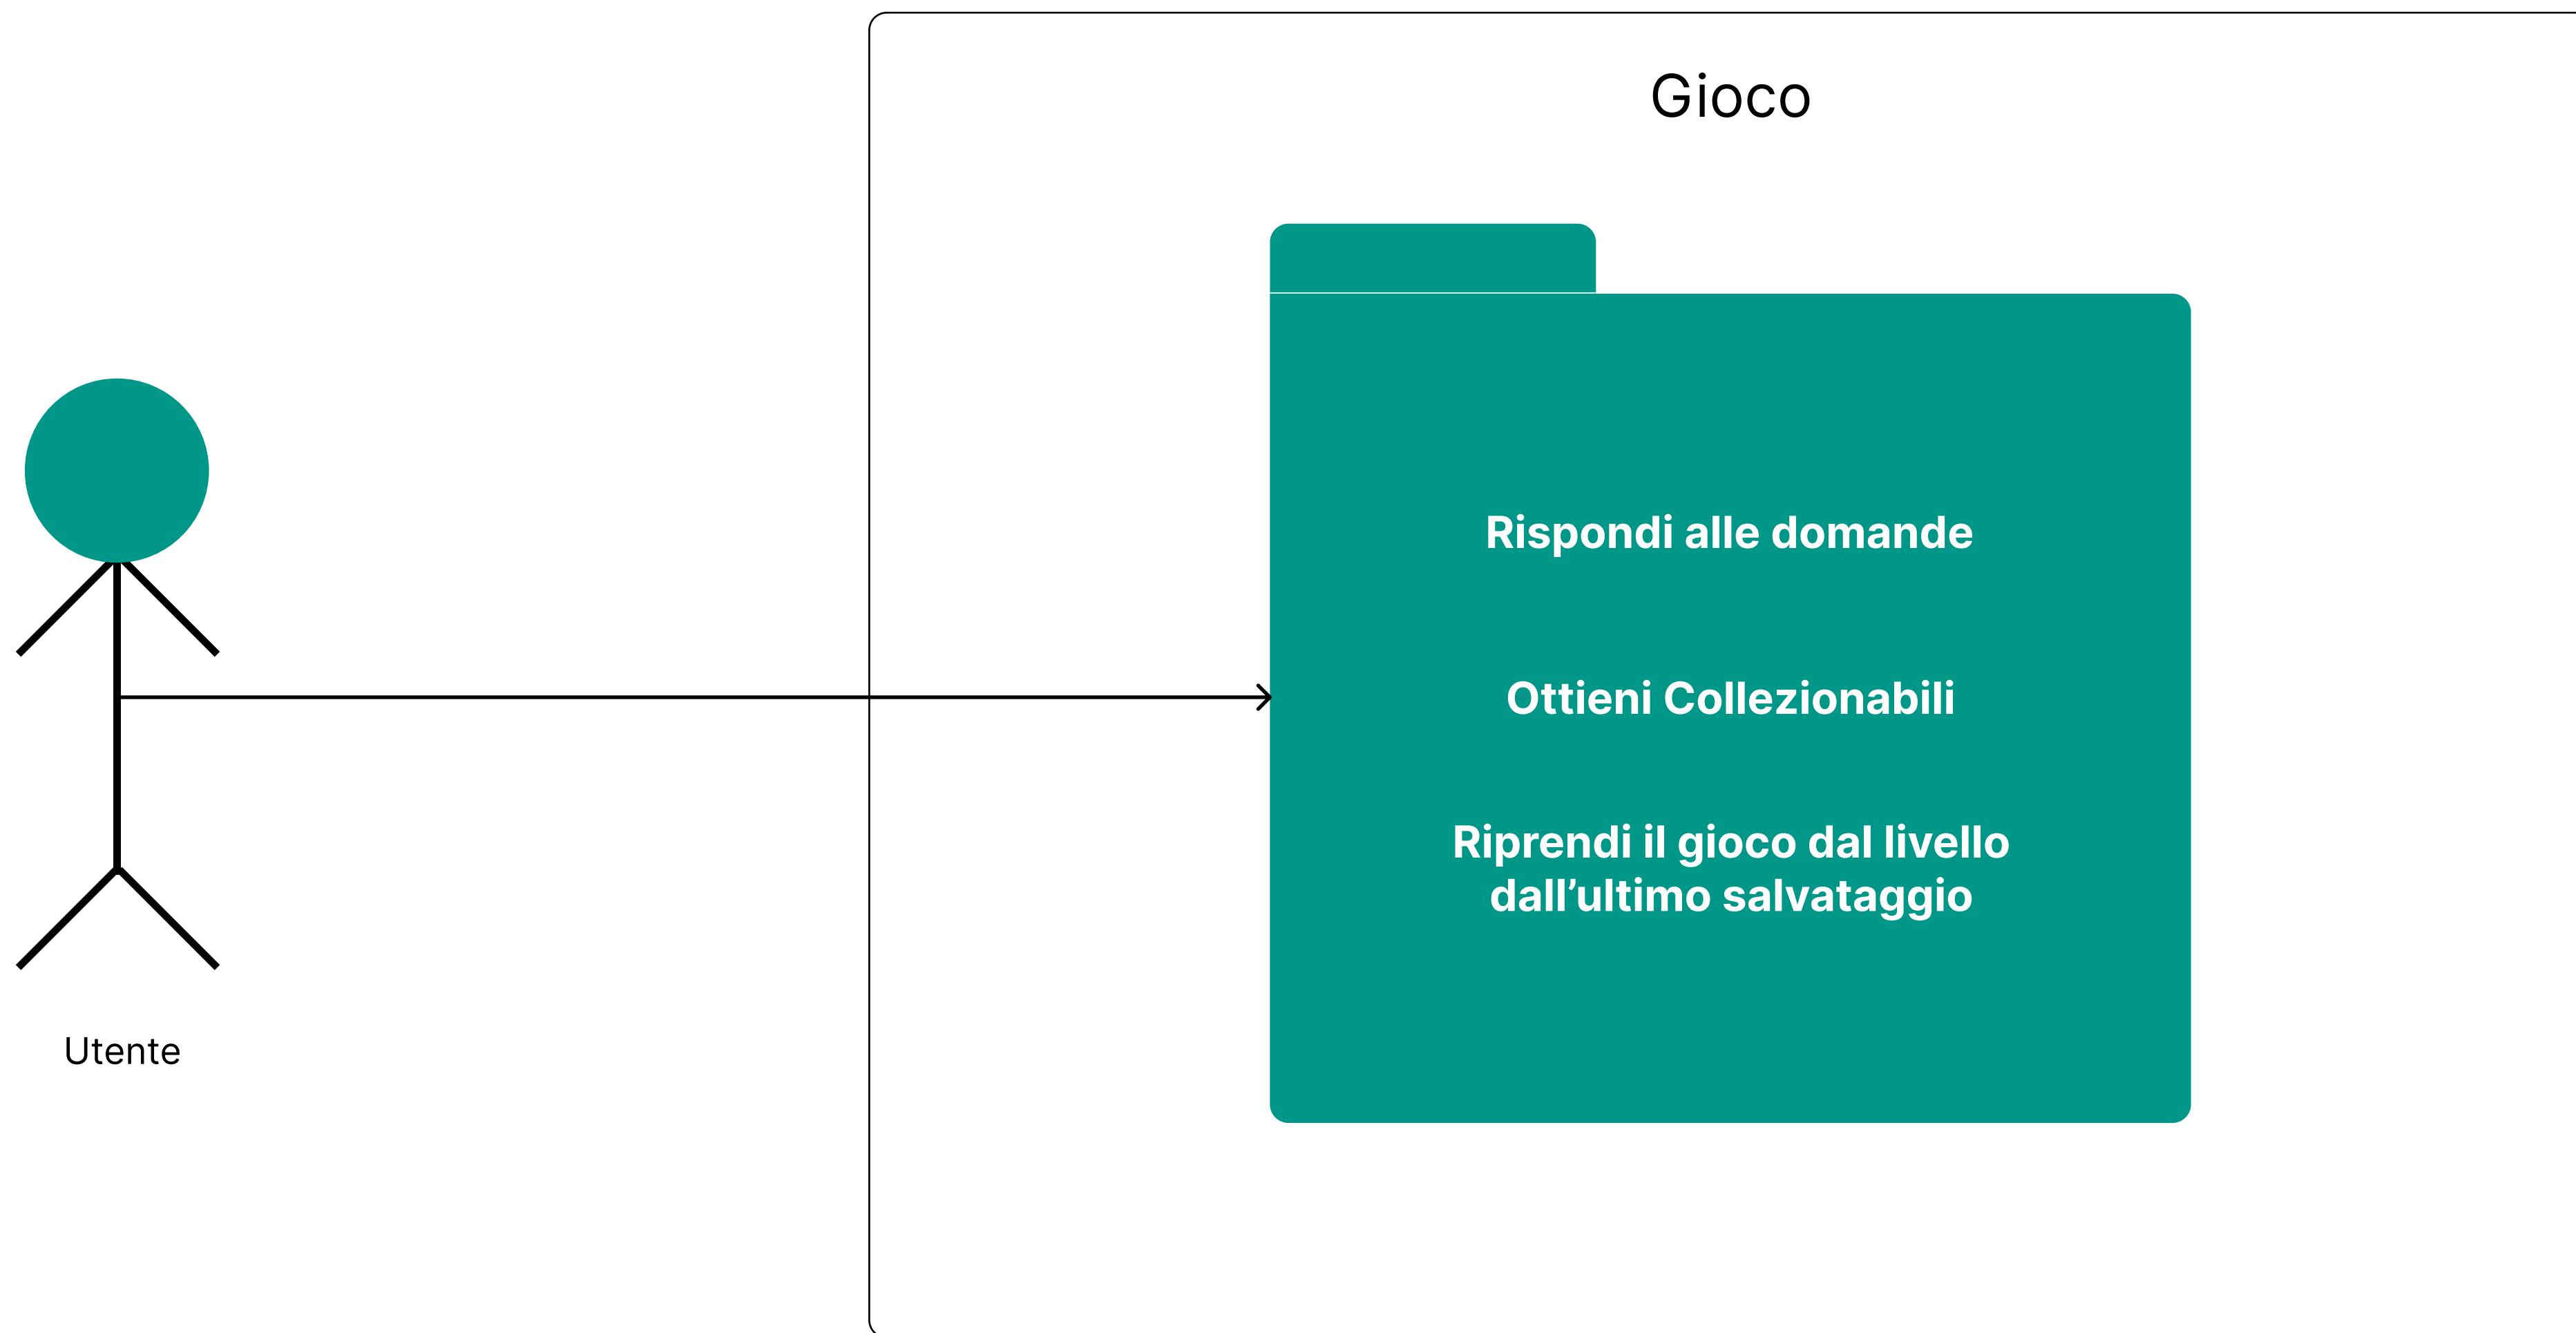 Gioco
Rispondi alle domande
Ottieni Collezionabili
Riprendi il gioco dal livello
dall’ultimo salvataggio
Utente